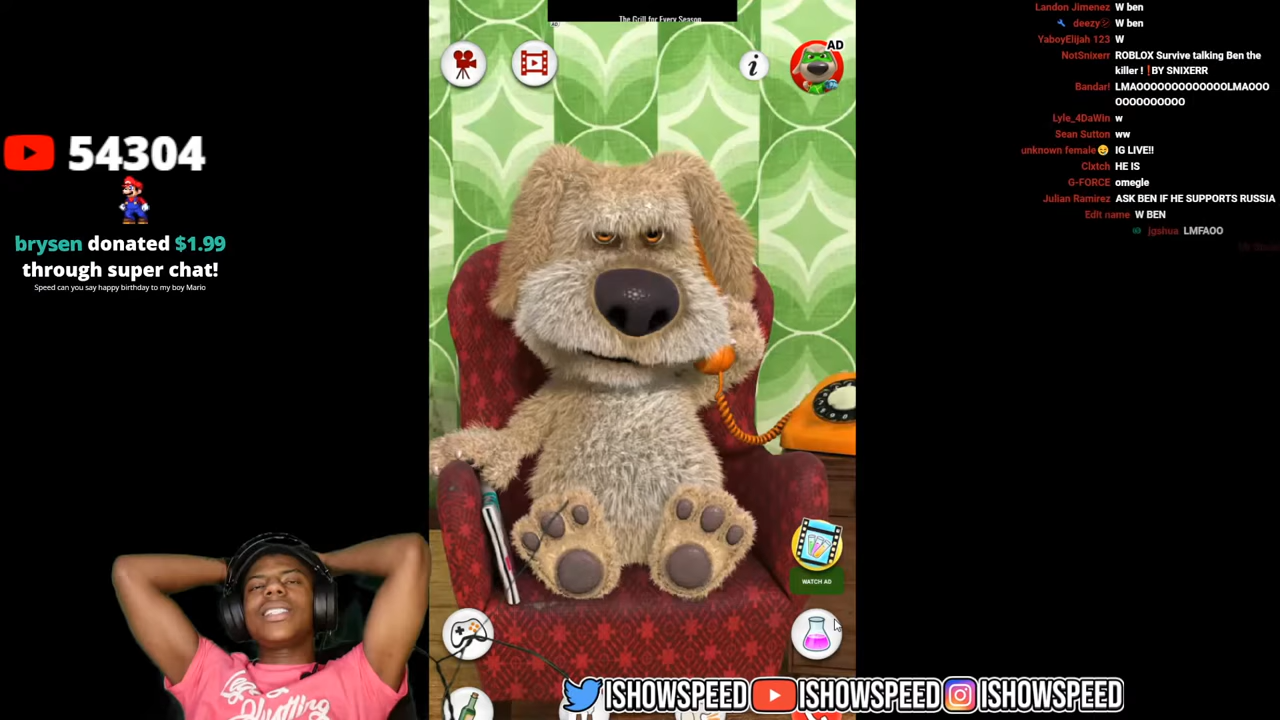 The Grill for Every Season
AD
AD
i
54304
brysen donated $1.99
through super chat!
Speed can you say happy birthday to my boy Mario
Landon Jimenez W ben
deezy W ben
YaboyElijah 123 W
NotSnixerr ROBLOX Survive talking Ben the
killer ! BY SNIXERR
Bandar! LMAOOOOOOOOOOOOOLMAOOO
OOOOOOOOOO
Lyle_4DaWin w
Sean Sutton ww
unknown female😏 IG LIVE!!
Clxtch HE IS
G-FORCE omegle
Julian Ramirez ASK BEN IF HE SUPPORTS RUSSIA
Edit name W BEN
jgshua LMFAOO
WATCH AD
ISHOWSPEED ISHOWSPEED ISHOWSPEED